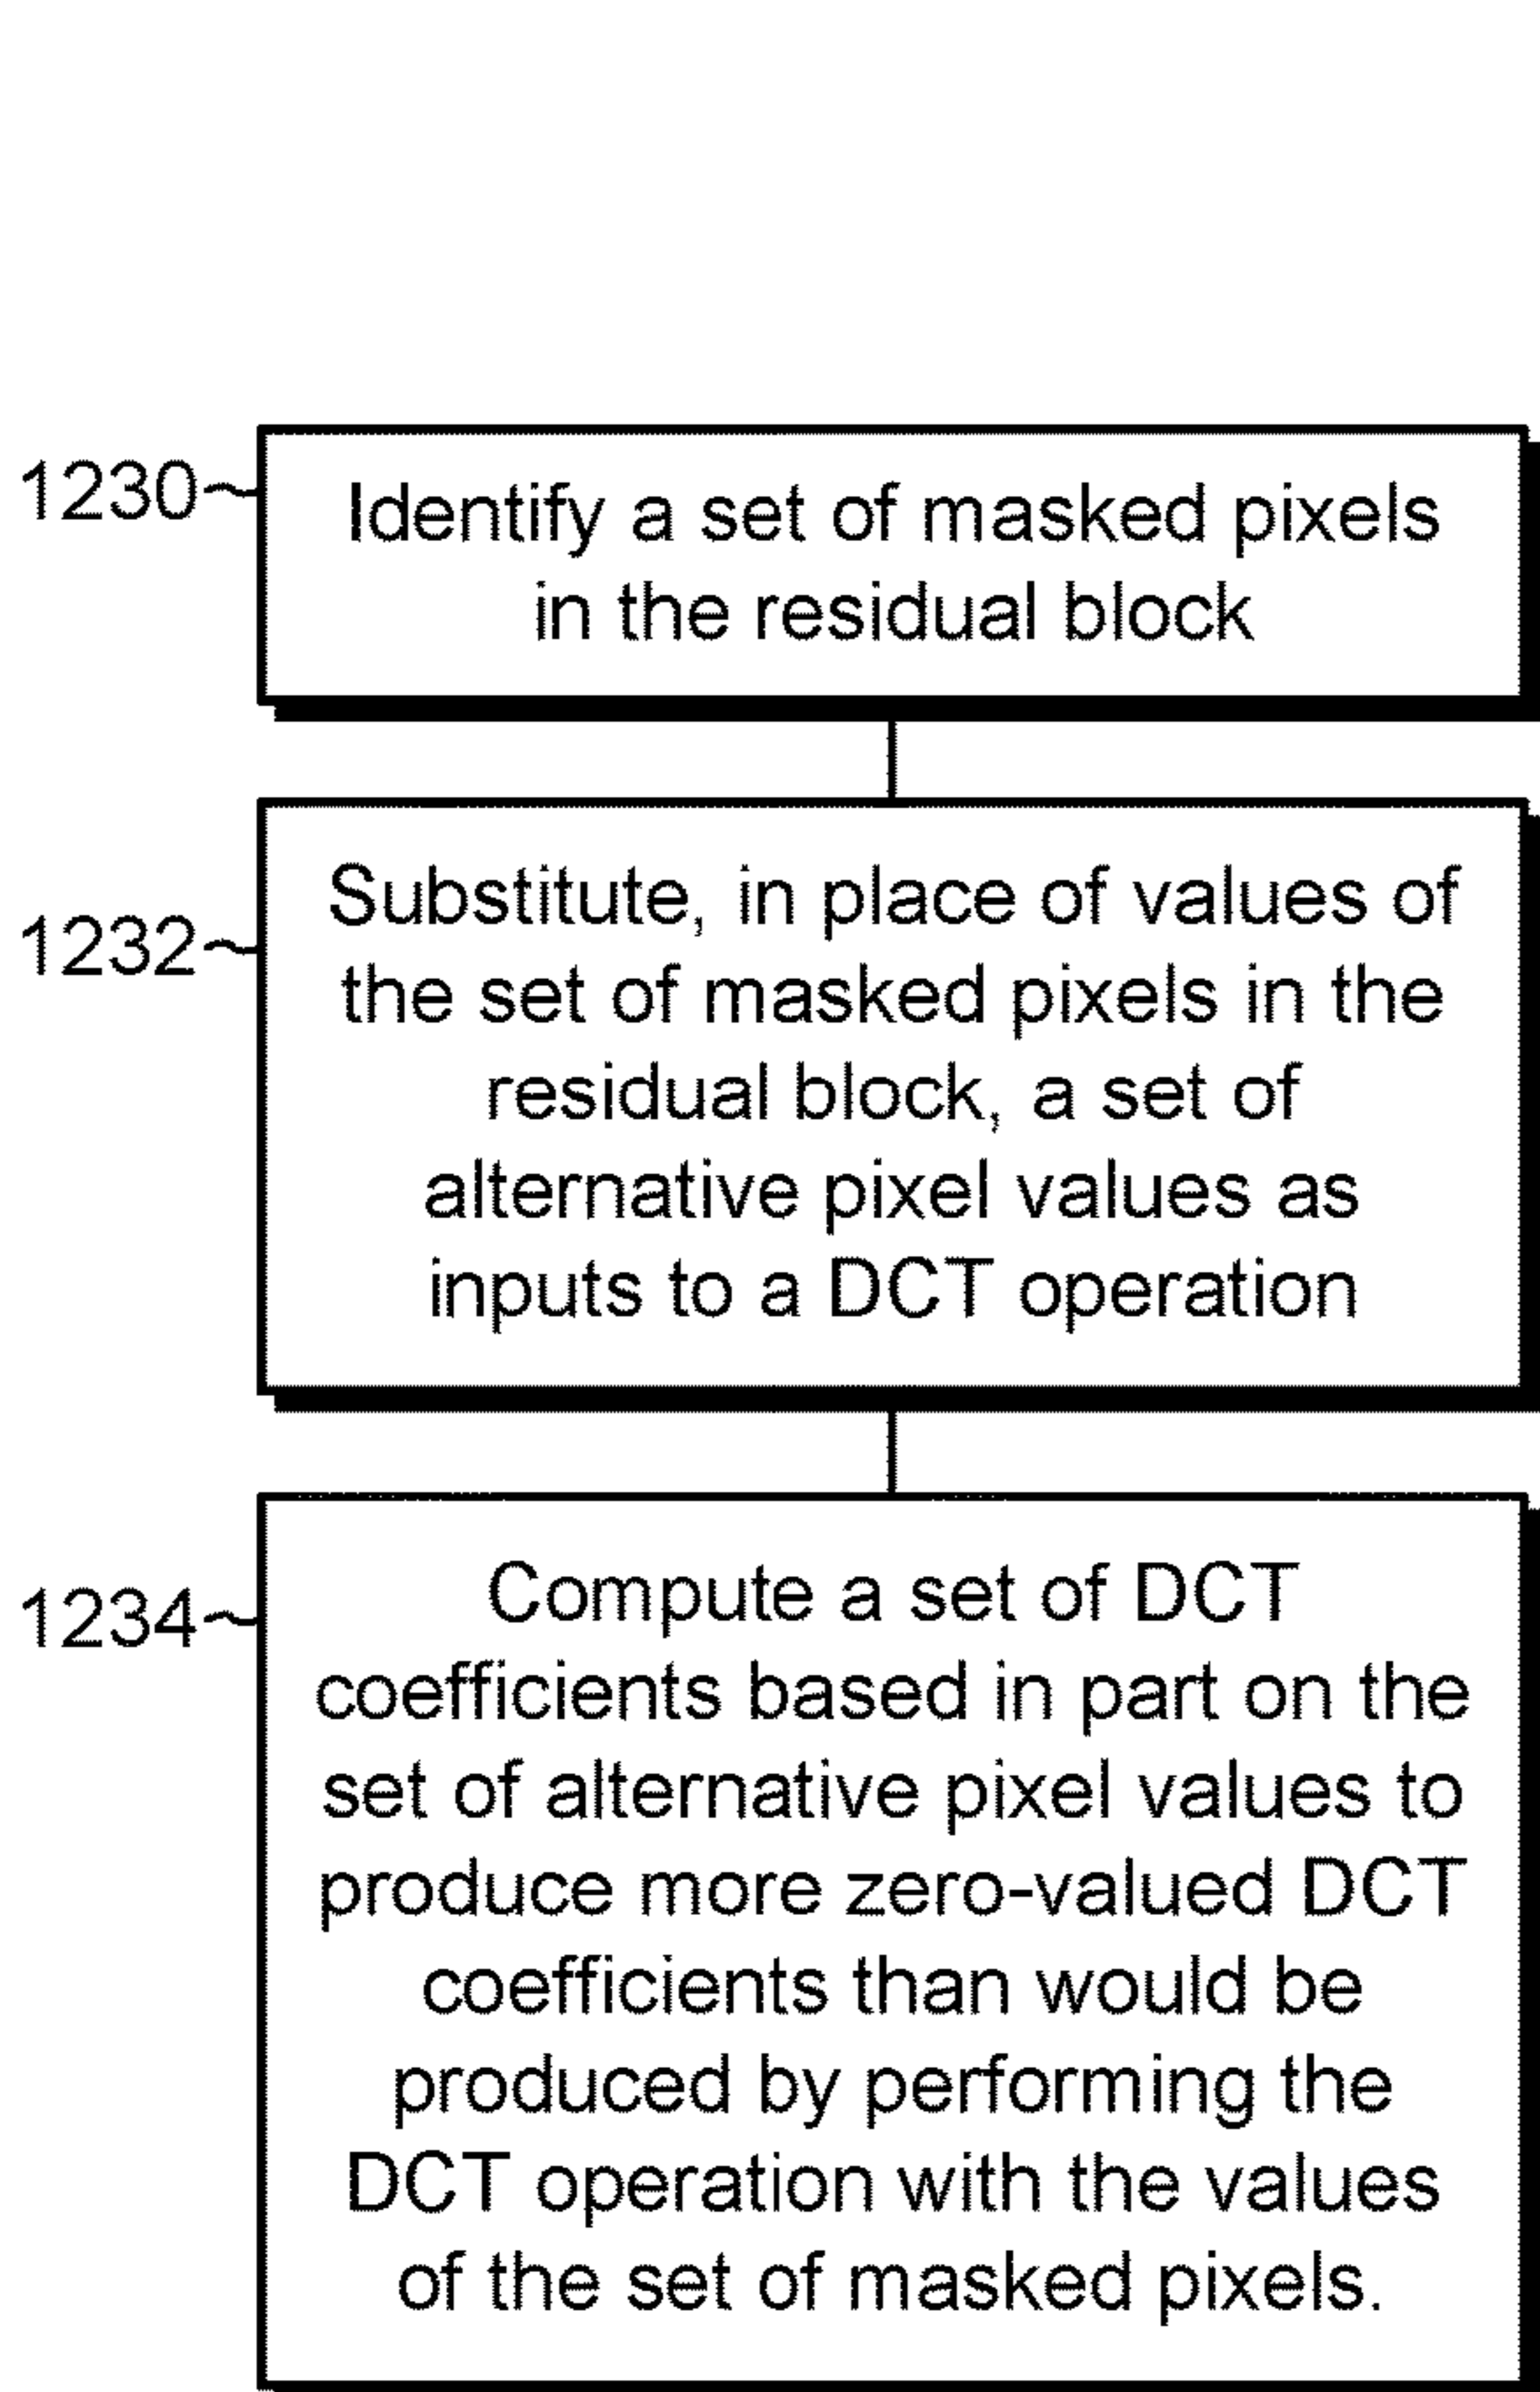 1230
Identify a set of masked pixels
in the residual block
1232
Substitute, in place of values of
the set of masked pixels in the
residual block, a set of
alternative pixel values as
inputs to a DCT operation
1234
Compute a set of DCT
coefficients based in part on the
set of alternative pixel values to
produce more zero-valued DCT
coefficients than would be
produced by performing the
DCT operation with the values
of the set of masked pixels.